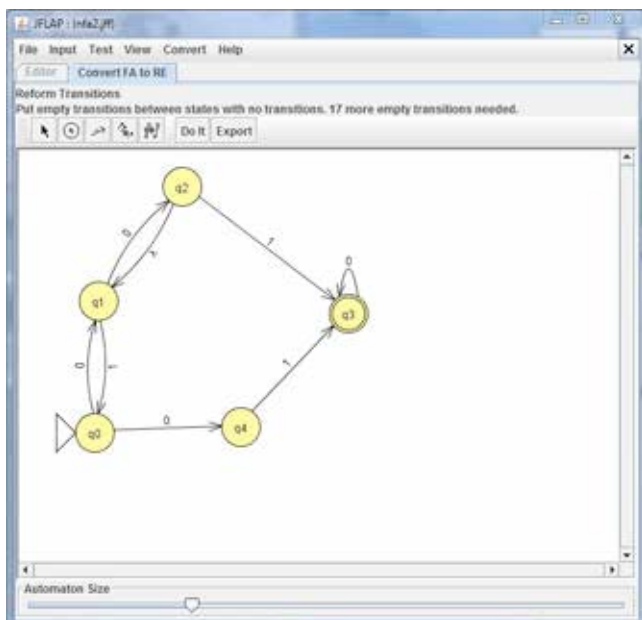 JFLAP : (nfa2.jff)
File Input Test View Convert Help
Editor Convert FA to RE
Reform Transitions
Put empty transitions between states with no transitions. 17 more empty transitions needed.
Do It Export
q2
0 λ 1
0
q1 q3
0 1 1
0
q0 q4
Automaton Size